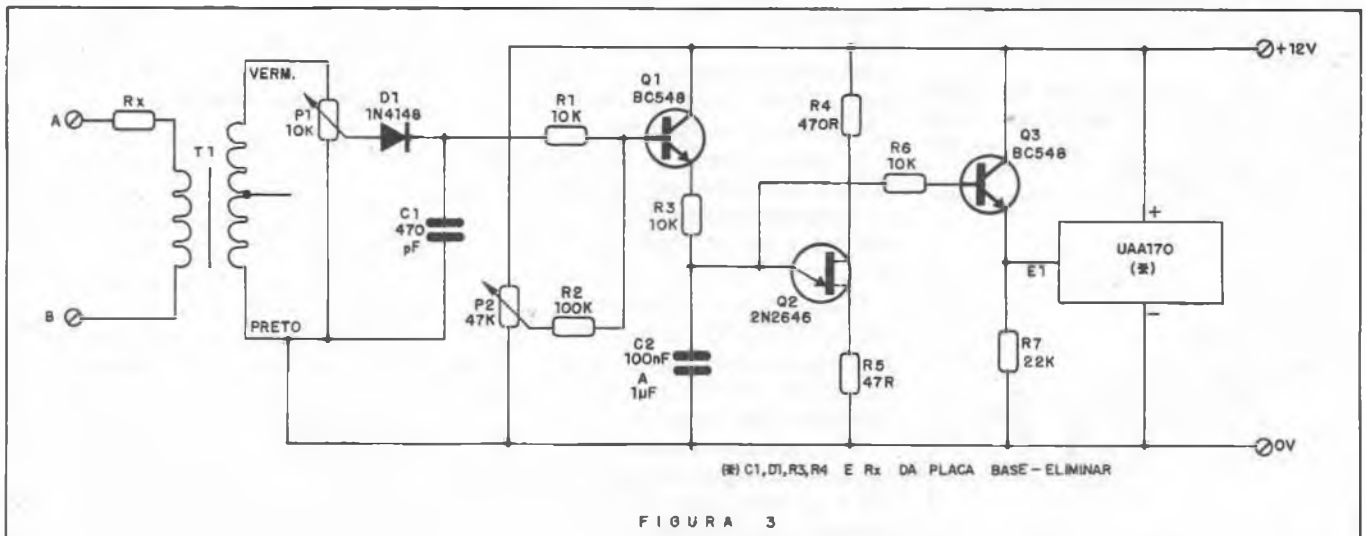 VERM.
P1
10K
D1
1N4148
R1
10K
Q1
BC548
+12V
A
Rx
T1
R4
470R
Q3
BC548
R6
10K
C1
470
pF
R3
10K
UAA170
(※)
+
-
E1
B
PRETO
P2
47K
R2
100K
Q2
2N2646
C2
100nF
A
1µF
R5
47R
R7
22K
0V
(※) C1,D1,R3,R4 E Rx DA PLACA BASE-ELIMINAR
FIGURA 3